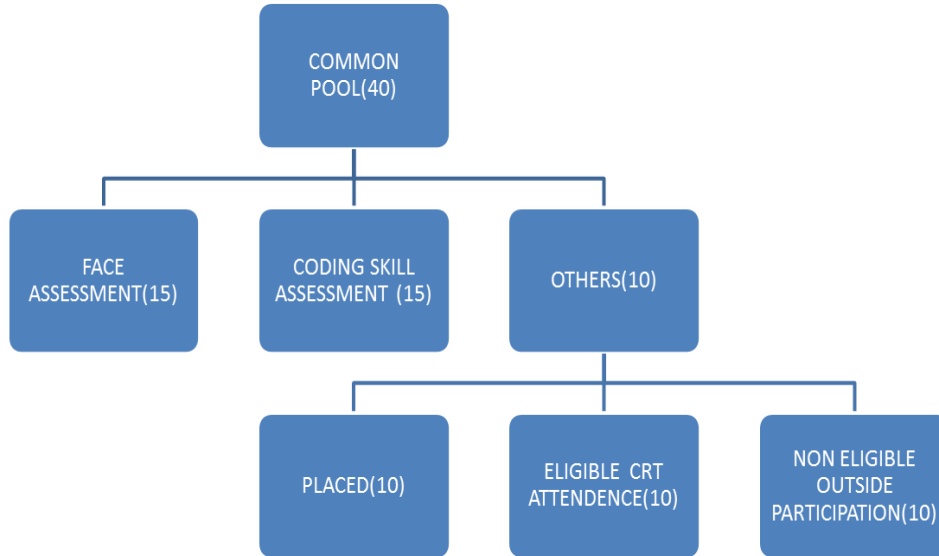 COMMON
POOL(40)
FACE
ASSESSMENT(15)
CODING SKILL
ASSESSMENT (15)
OTHERS(10)
PLACED(10)
ELIGIBLE CRT
ATTENDENCE(10)
NON ELIGIBLE
OUTSIDE
PARTICIPATION(10)